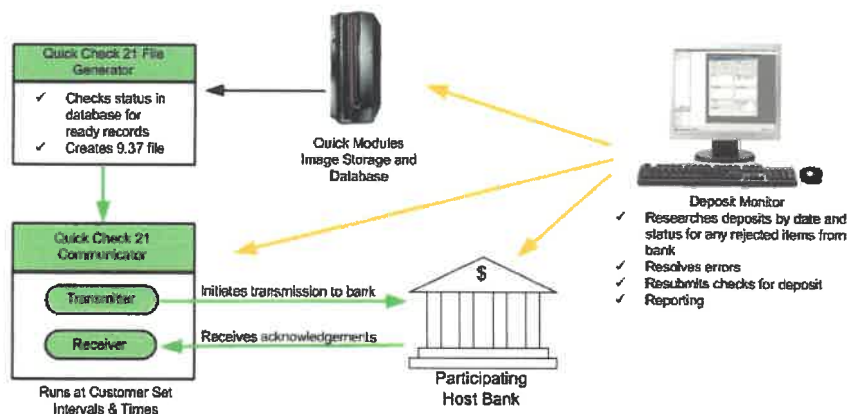 Quick Check 21 File
Generator
✓ Checks status in
database for
ready records
✓ Creates 9.37 file
Quick Modules
Image Storage and
Database
Deposit Monitor
✓ Researches deposits by date and
status for any rejected items from
bank
✓ Resolves errors
✓ Resubmits checks for deposit
✓ Reporting
Quick Check 21
Communicator
Transmitter
Initiates transmission to bank
Receiver
Receives acknowledgements
$
Participating
Host Bank
Runs at Customer Set
Intervals & Times